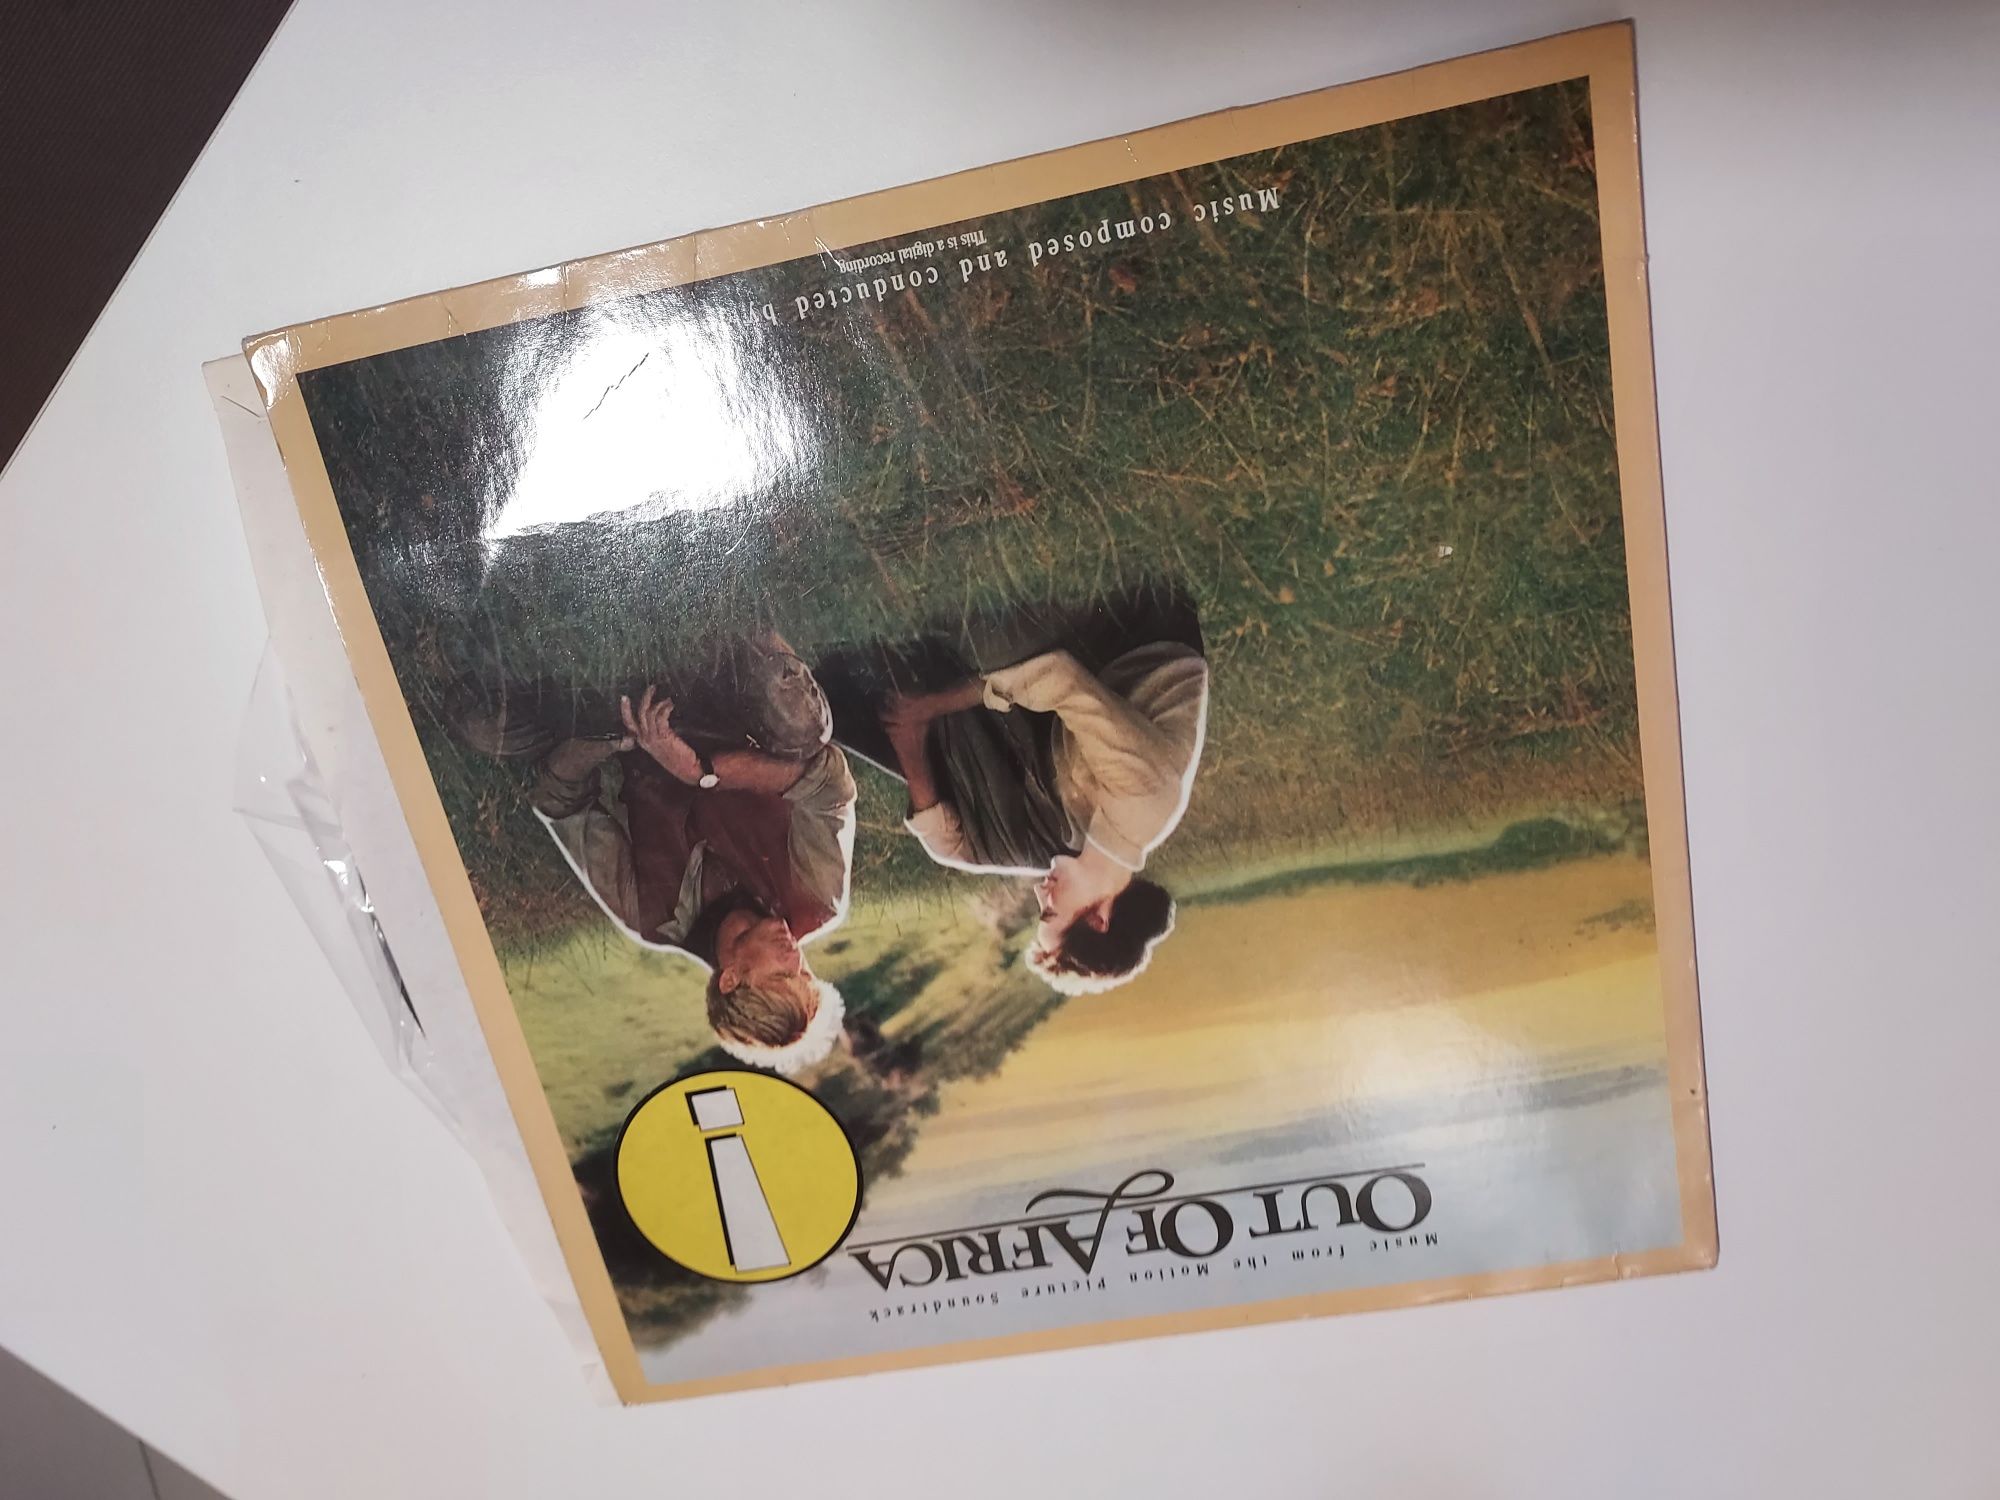 Music from the Motion Picture Soundtrack
OUT OF AFRICA
i
Music composed and conducted by
This is a digital recording